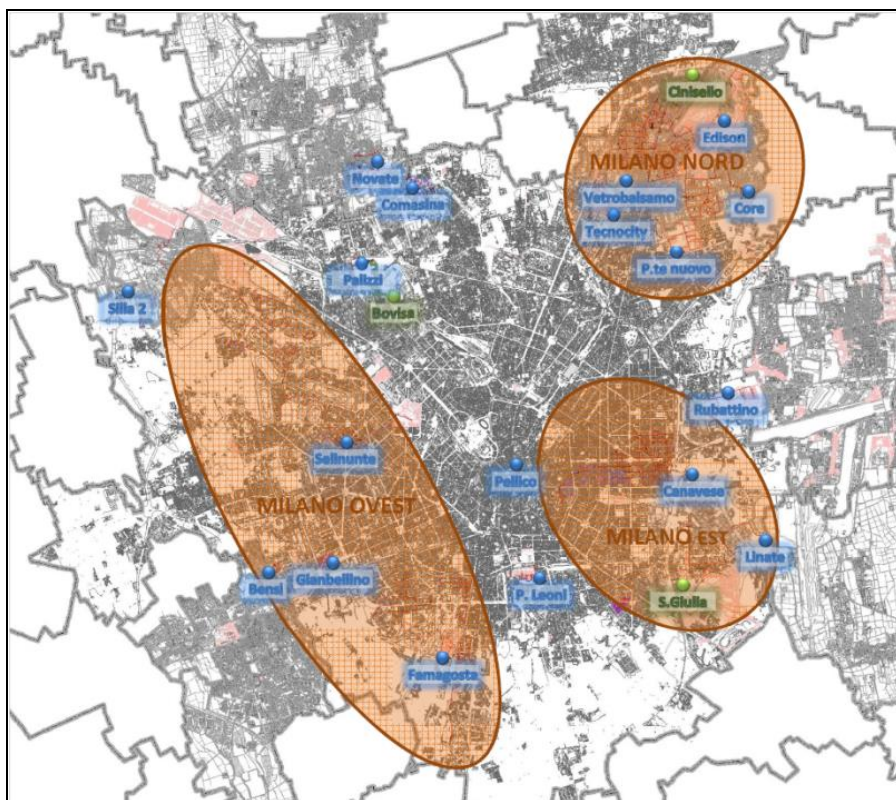 Cinisello
Edison
MILANO NORD
Novate
Comasina
Vetrobalsamo
Core
Tecnocity
P.te nuovo
Palizzi
Silla 2
Bovisa
Rubattino
Selinunte
Pellico
Canavese
MILANO OVEST
MILANO EST
Linate
Gianbellino
Bensi
P. Leoni
S.Giulia
Famagosta